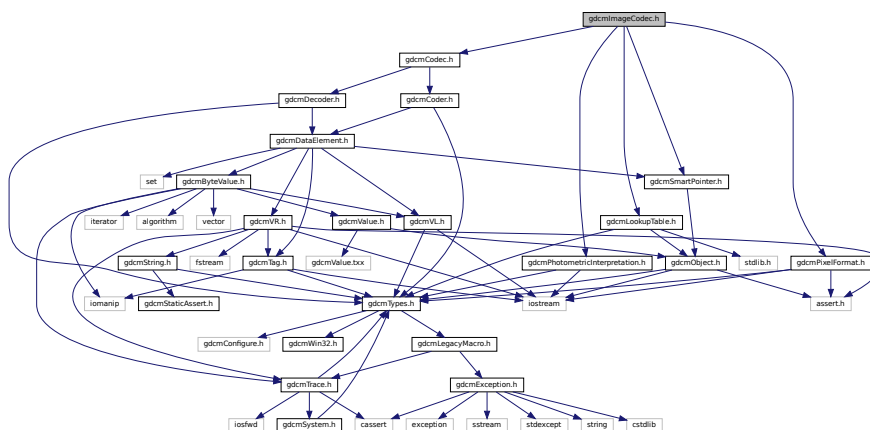 gdcmImageCodec.h
gdcmCodec.h
gdcmDecoder.h
gdcmCoder.h
gdcmDataElement.h
set
gdcmByteValue.h
gdcmSmartPointer.h
iterator
algorithm
vector
gdcmVR.h
gdcmValue.h
gdcmVL.h
gdcmLookupTable.h
gdcmString.h
fstream
gdcmTag.h
gdcmValue.txx
gdcmPhotometricInterpretation.h
gdcmObject.h
stdlib.h
gdcmPixelFormat.h
iomanip
gdcmStaticAssert.h
gdcmTypes.h
iostream
assert.h
gdcmConfigure.h
gdcmWin32.h
gdcmLegacyMacro.h
gdcmTrace.h
gdcmException.h
iosfwd
gdcmSystem.h
cassert
exception
sstream
stdexcept
string
cstdlib